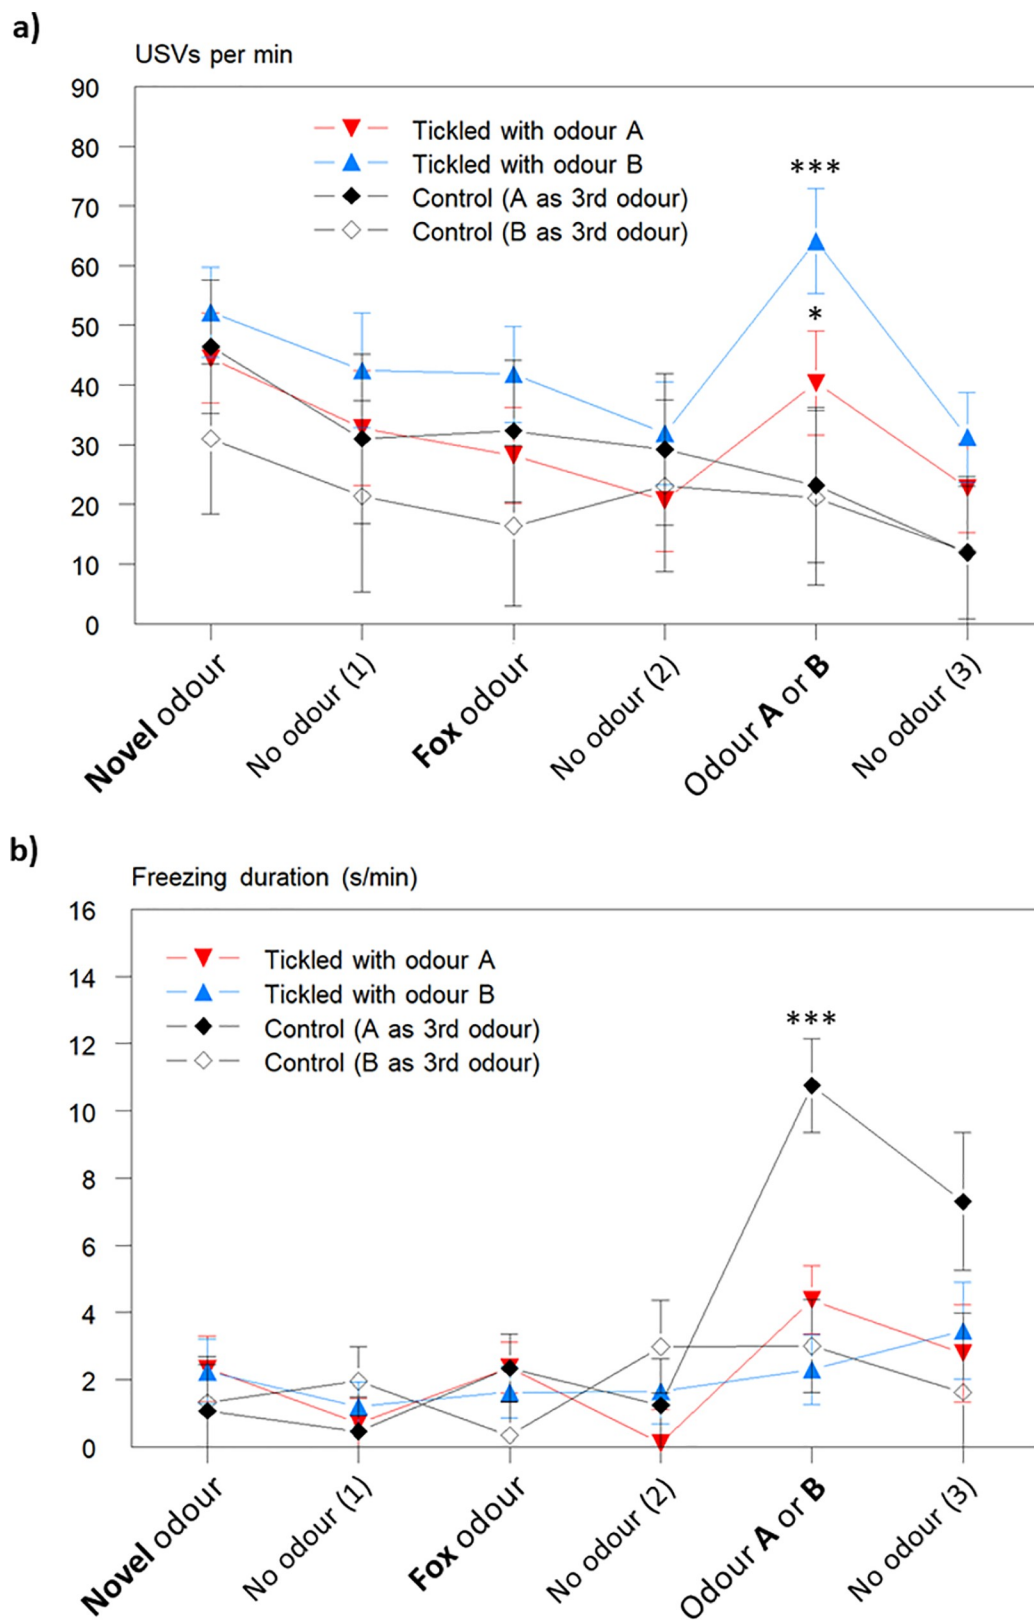 a)
USVs per min
90
80
70
60
50
40
30
20
10
0
Tickled with odour A
Tickled with odour B
Control (A as 3rd odour)
Control (B as 3rd odour)
***
*
Novel odour
No odour (1)
Fox odour
No odour (2)
Odour A or B
No odour (3)
b)
Freezing duration (s/min)
16
14
12
10
8
6
4
2
0
Tickled with odour A
Tickled with odour B
Control (A as 3rd odour)
Control (B as 3rd odour)
***
Novel odour
No odour (1)
Fox odour
No odour (2)
Odour A or B
No odour (3)